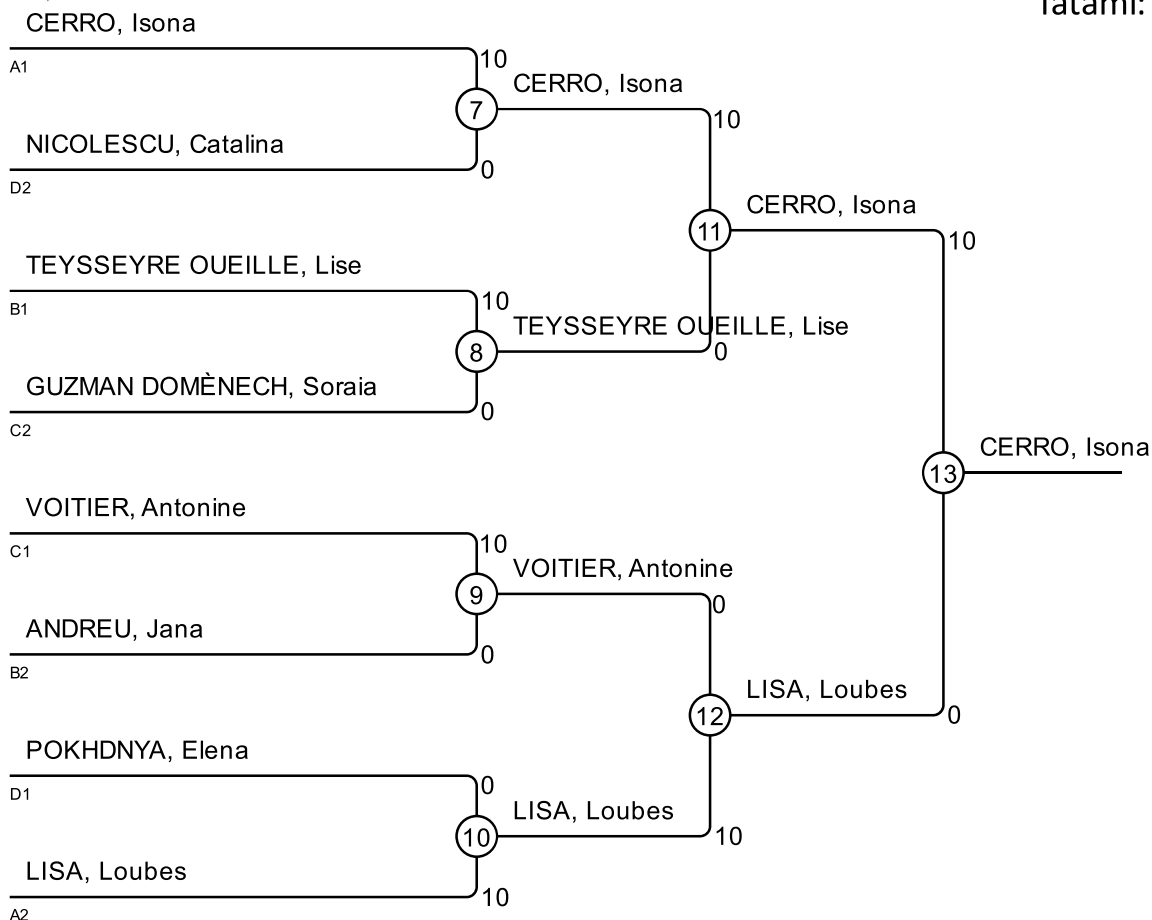 Tatami:
CERRO, Isona
A1
10
7
CERRO, Isona
10
NICOLESCU, Catalina
0
D2
11
CERRO, Isona
10
TEYSSEYRE OUEILLE, Lise
B1
10
8
TEYSSEYRE OUEILLE, Lise
0
GUZMAN DOMÈNECH, Soraia
0
C2
13
CERRO, Isona
VOITIER, Antonine
C1
10
9
VOITIER, Antonine
0
ANDREU, Jana
0
B2
12
LISA, Loubes
0
POKHDNYA, Elena
D1
0
10
LISA, Loubes
10
LISA, Loubes
10
A2